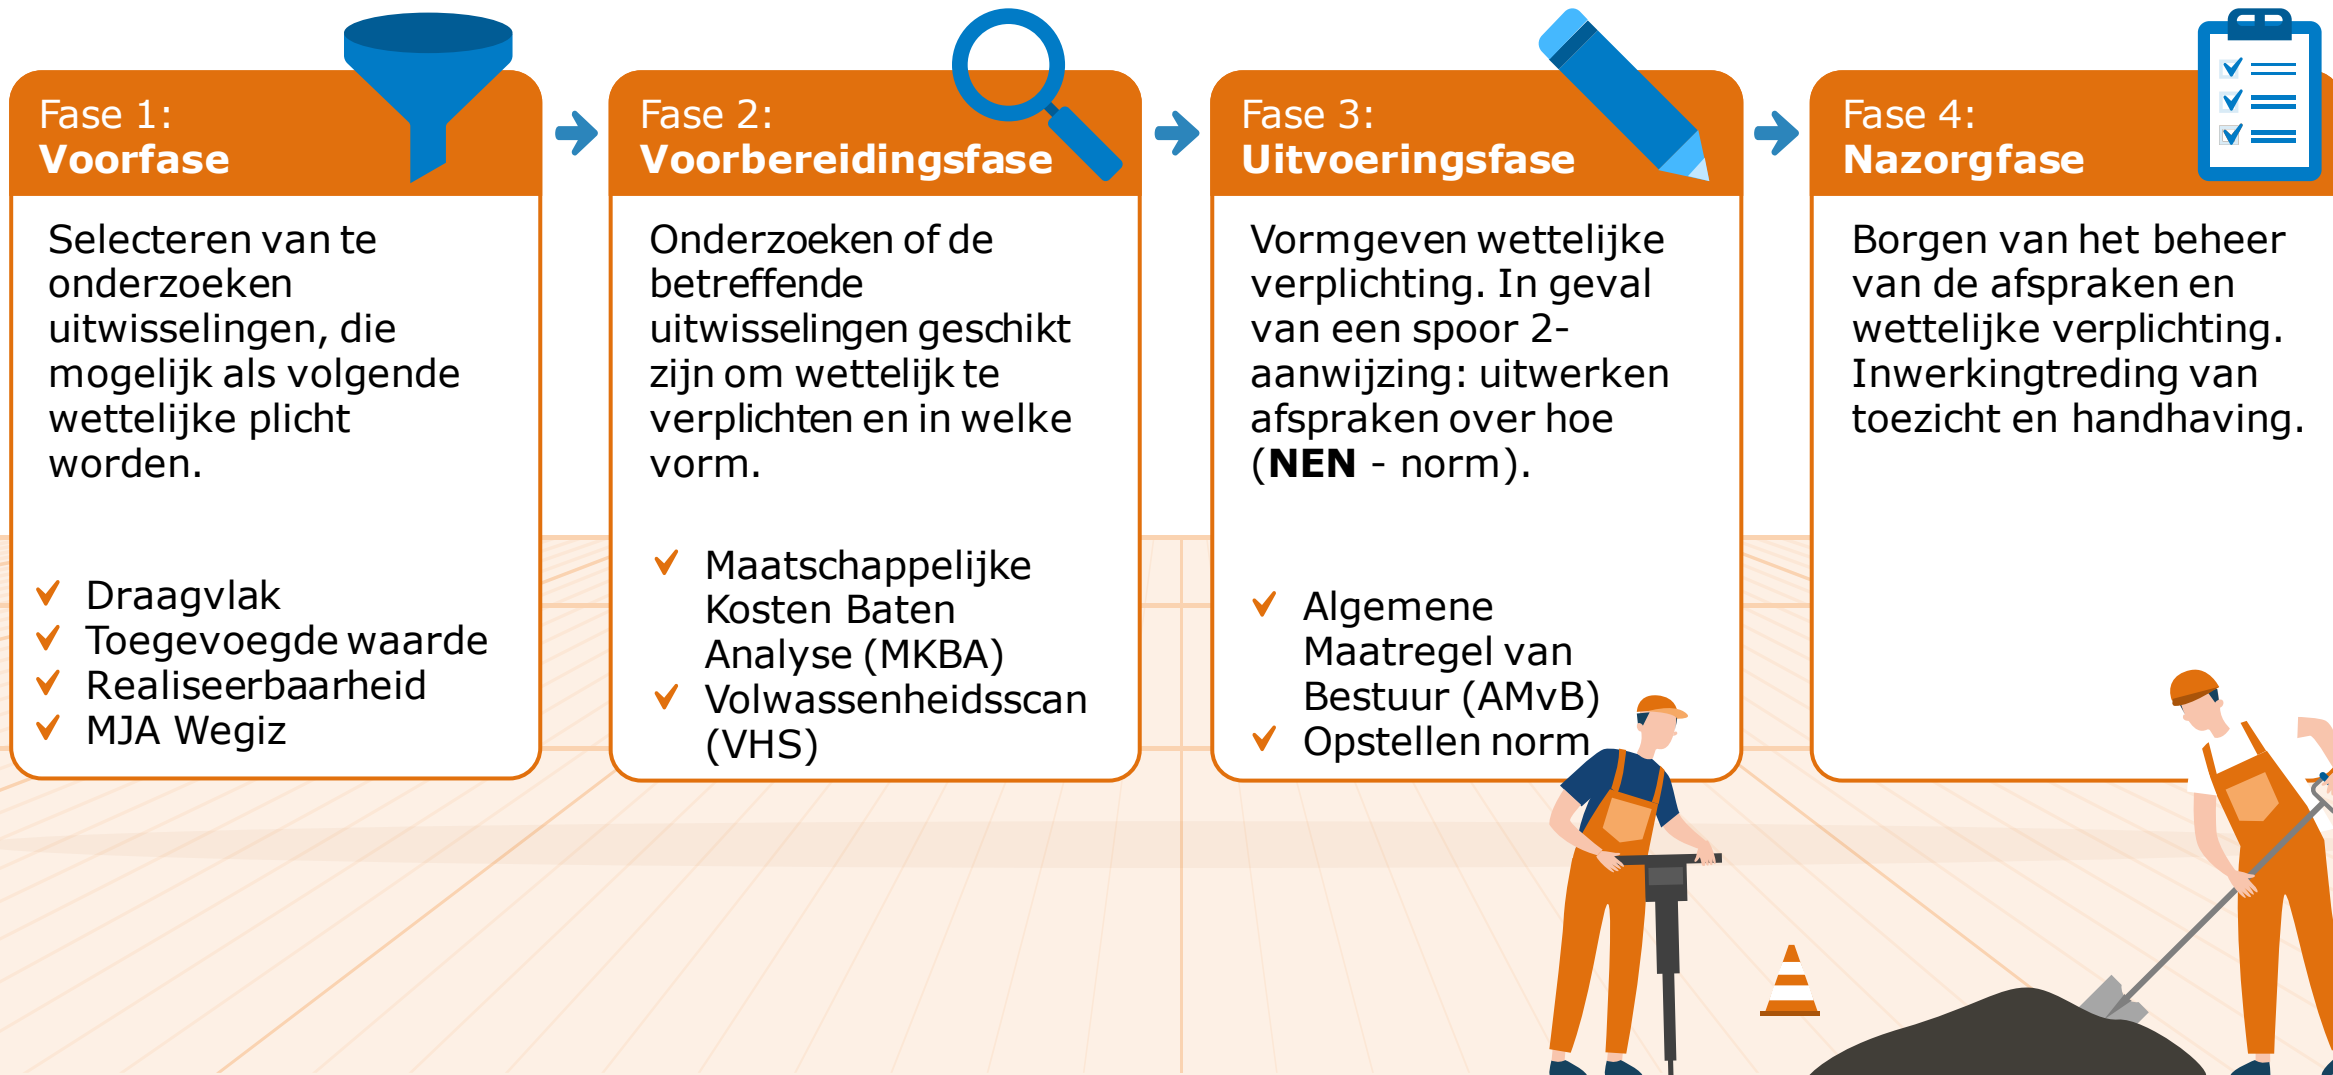 Fase 1:
Voorfase
Selecteren van te
onderzoeken
uitwisselingen, die
mogelijk als volgende
wettelijke plicht
worden.
Draagvlak
Toegevoegde waarde
Realiseerbaarheid
MJA Wegiz
Fase 2:
Voorbereidingsfase
Onderzoeken of de
betreffende
uitwisselingen geschikt
zijn om wettelijk te
verplichten en in welke
vorm.
Maatschappelijke
Kosten Baten
Analyse (MKBA)
Volwassenheidsscan
(VHS)
Fase 3:
Uitvoeringsfase
Vormgeven wettelijke
verplichting. In geval
van een spoor 2-
aanwijzing: uitwerken
afspraken over hoe
(NEN - norm).
Algemene
Maatregel van
Bestuur (AMvB)
Opstellen norm
Fase 4:
Nazorgfase
Borgen van het beheer
van de afspraken en
wettelijke verplichting.
Inwerkingtreding van
toezicht en handhaving.